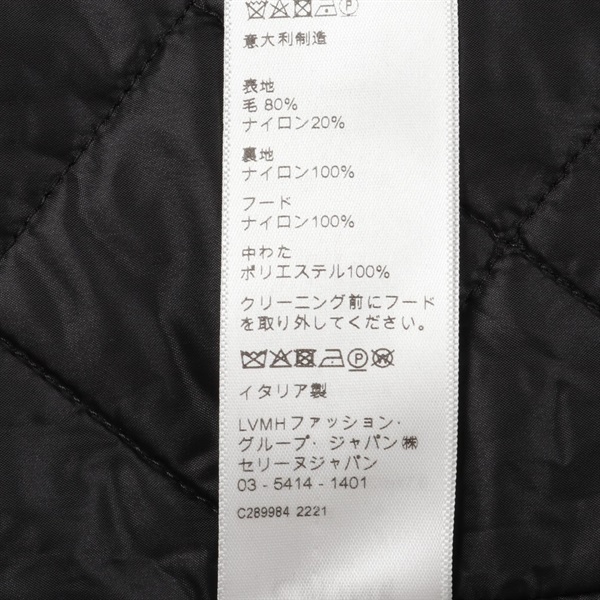 意大利制造
表地
毛 80%
ナイロン20%
裏地
ナイロン100%
フード
ナイロン100%
中わた
ポリエステル100%
クリーニング前にフード
を取り外してください。
イタリア製
LVMHファッション・
グループ・ジャパン㈱
セリーヌジャパン
03 - 5414 - 1401
C289984 2221